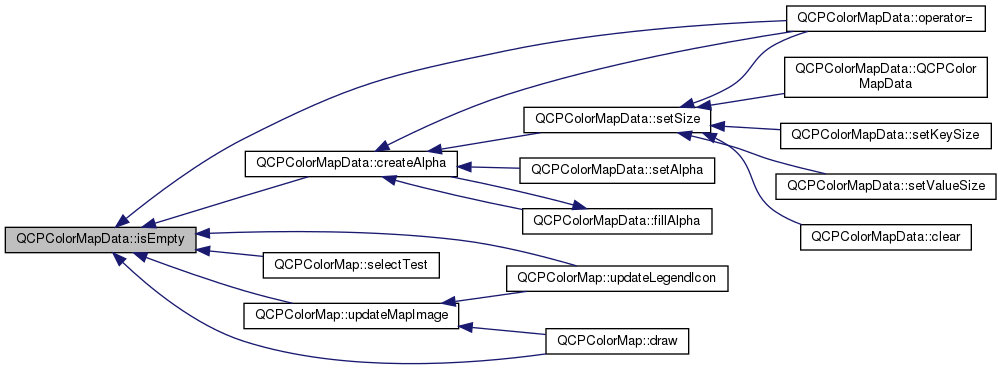 QCPColorMapData::operator=
QCPColorMapData::QCPColor
MapData
QCPColorMapData::setSize
QCPColorMapData::setKeySize
QCPColorMapData::createAlpha
QCPColorMapData::setAlpha
QCPColorMapData::setValueSize
QCPColorMapData::fillAlpha
QCPColorMapData::isEmpty
QCPColorMapData::clear
QCPColorMap::selectTest
QCPColorMap::updateLegendIcon
QCPColorMap::updateMapImage
QCPColorMap::draw